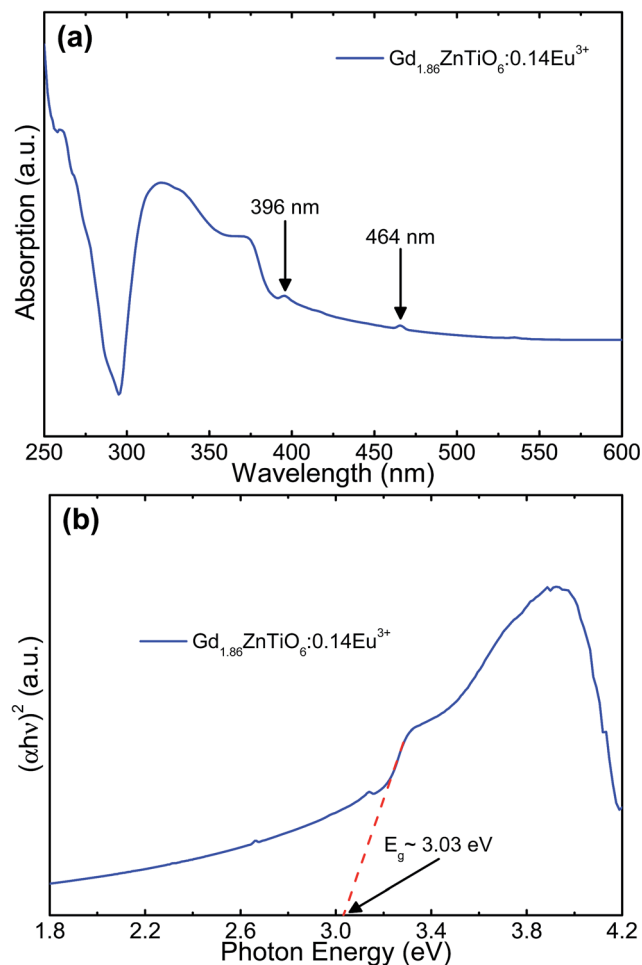 (a)
Gd1.86ZnTiO6:0.14Eu3+
396 nm
464 nm
Absorption (a.u.)
250 300 350 400 450 500 550 600
Wavelength (nm)
(b)
Gd1.86ZnTiO6:0.14Eu3+
(αhν)2 (a.u.)
Eg~ 3.03 eV
1.8 2.2 2.6 3.0 3.4 3.8 4.2
Photon Energy (eV)